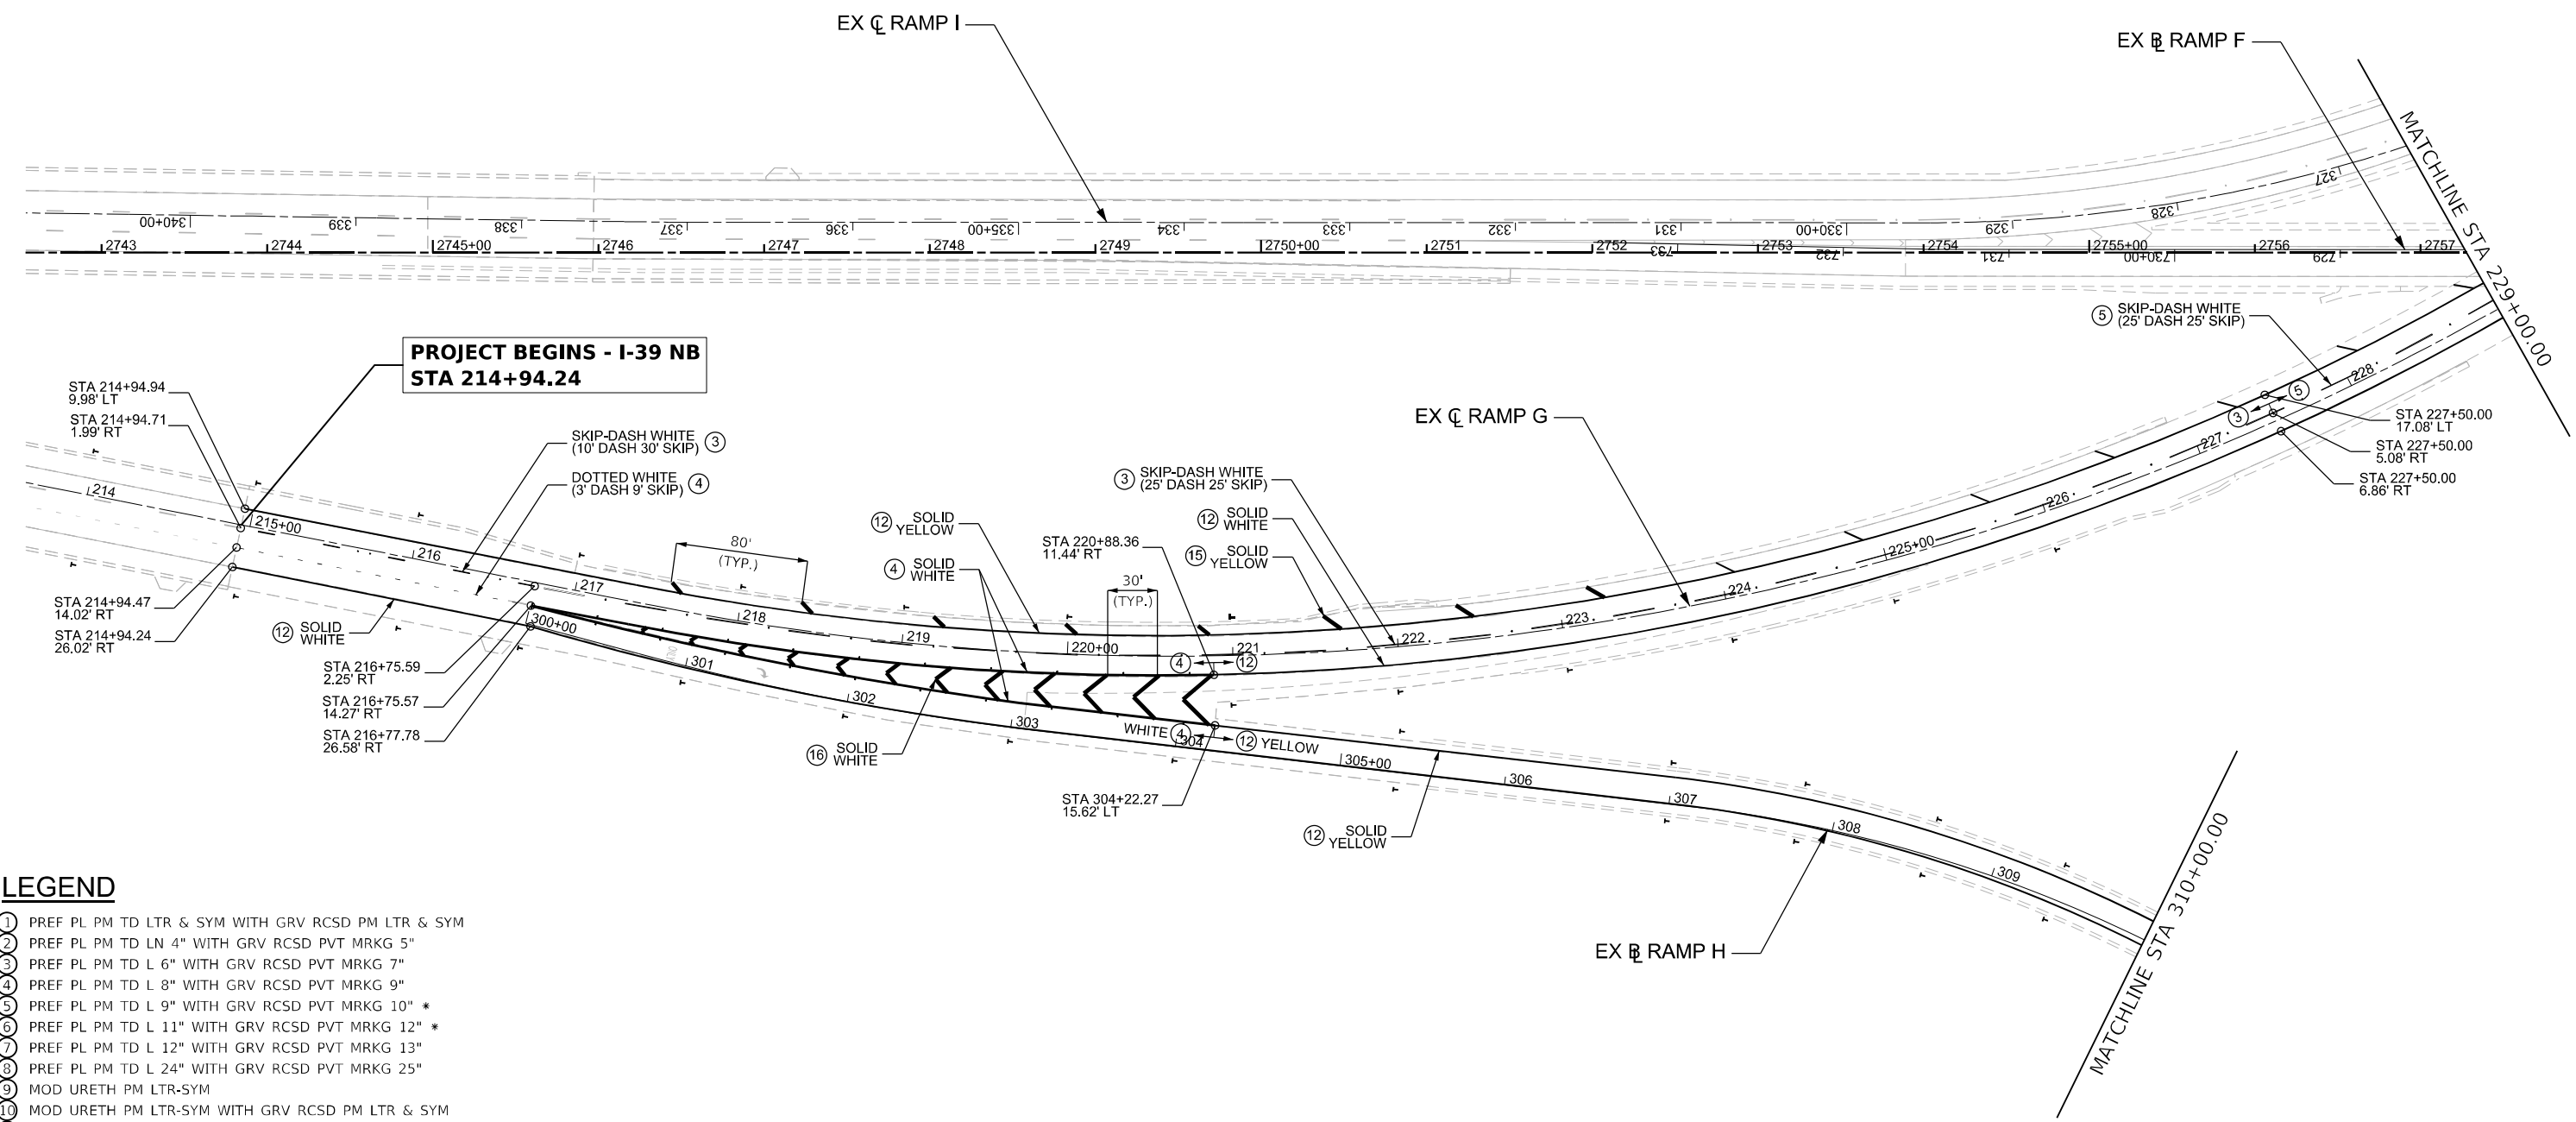 EX ℄ RAMP I
EX B̲L RAMP F
MATCHLINE STA 229+00.00
340+00
339
338
337
336
335+00
334
333
332
331
330+00
329
328
327
2743
2744
2745+00
2746
2747
2748
2749
2750+00
2751
2752
2753
2754
2755+00
2756
2757
793
732
731
730+00
729
PROJECT BEGINS - I-39 NB
STA 214+94.24
5 SKIP-DASH WHITE
(25' DASH 25' SKIP)
STA 214+94.94
9.98' LT
STA 214+94.71
1.99' RT
STA 214+94.47
14.02' RT
STA 214+94.24
26.02' RT
SKIP-DASH WHITE
(10' DASH 30' SKIP) 3
DOTTED WHITE
(3' DASH 9' SKIP) 4
EX ℄ RAMP G
3 SKIP-DASH WHITE
(25' DASH 25' SKIP)
12 SOLID
YELLOW
4 SOLID
WHITE
12 SOLID
WHITE
15 SOLID
YELLOW
STA 220+88.36
11.44' RT
80'
(TYP.)
30'
(TYP.)
3
5
STA 227+50.00
17.08' LT
STA 227+50.00
5.08' RT
STA 227+50.00
6.86' RT
214
215+00
216
217
218
219
220+00
221
222
223
224
225+00
226
227
228
12 SOLID
WHITE
STA 216+75.59
2.25' RT
STA 216+75.57
14.27' RT
STA 216+77.78
26.58' RT
4
12
300+00
301
302
303
304
305+00
306
307
308
309
WHITE 4
12 YELLOW
16 SOLID
WHITE
STA 304+22.27
15.62' LT
12 SOLID
YELLOW
EX B̲L RAMP H
MATCHLINE STA 310+00.00
LEGEND
1 PREF PL PM TD LTR & SYM WITH GRV RCSD PM LTR & SYM
2 PREF PL PM TD LN 4" WITH GRV RCSD PVT MRKG 5"
3 PREF PL PM TD L 6" WITH GRV RCSD PVT MRKG 7"
4 PREF PL PM TD L 8" WITH GRV RCSD PVT MRKG 9"
5 PREF PL PM TD L 9" WITH GRV RCSD PVT MRKG 10" *
6 PREF PL PM TD L 11" WITH GRV RCSD PVT MRKG 12" *
7 PREF PL PM TD L 12" WITH GRV RCSD PVT MRKG 13"
8 PREF PL PM TD L 24" WITH GRV RCSD PVT MRKG 25"
9 MOD URETH PM LTR-SYM
10 MOD URETH PM LTR-SYM WITH GRV RCSD PM LTR & SYM